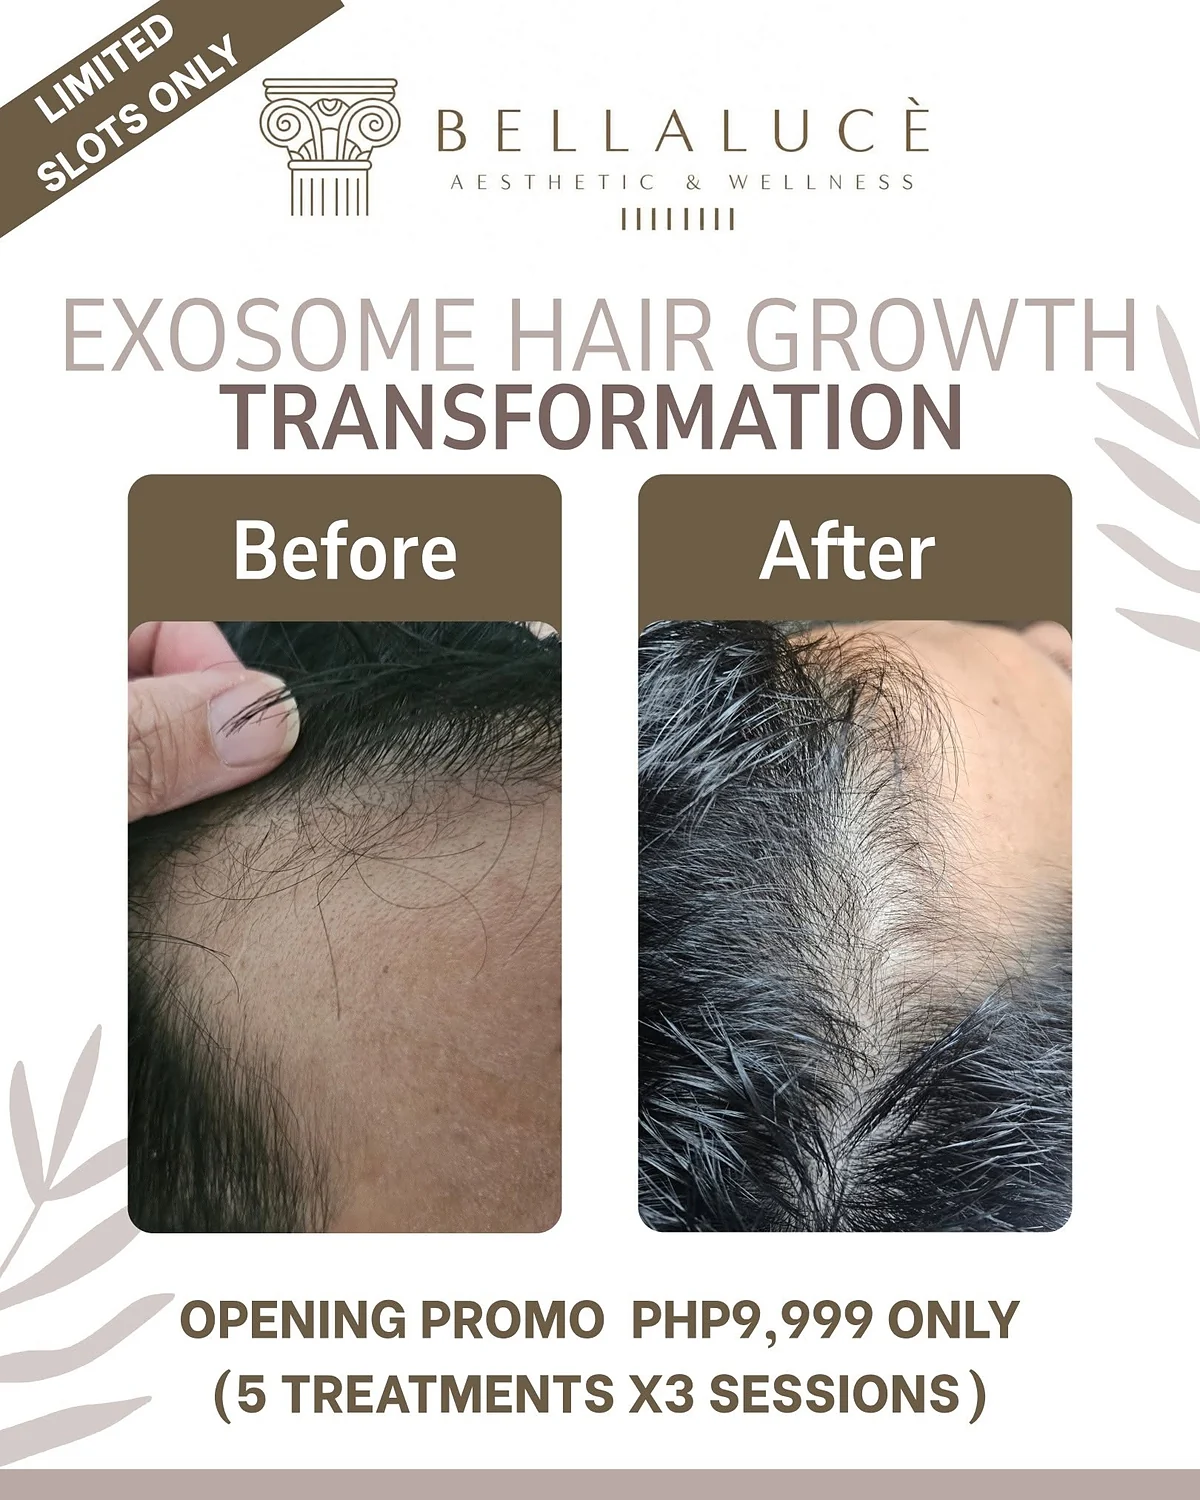 LIMITED
SLOTS ONLY
BELLALUCÈ
AESTHETIC & WELLNESS
EXOSOME HAIR GROWTH
TRANSFORMATION
Before
After
OPENING PROMO PHP9,999 ONLY
(5 TREATMENTS X3 SESSIONS)